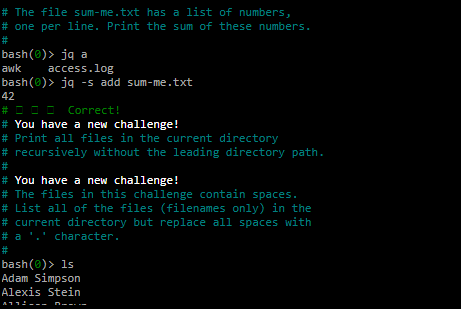 # The file sum-me.txt has a list of numbers,
# one per line. Print the sum of these numbers.
#
bash(0)> jq a
awk    access.log
bash(0)> jq -s add sum-me.txt
42
# Correct!
# You have a new challenge!
# Print all files in the current directory
# recursively without the leading directory path.
#
# You have a new challenge!
# The files in this challenge contain spaces.
# List all of the files (filenames only) in the
# current directory but replace all spaces with
# a '.' character.
#
bash(0)> ls
Adam Simpson
Alexis Stein